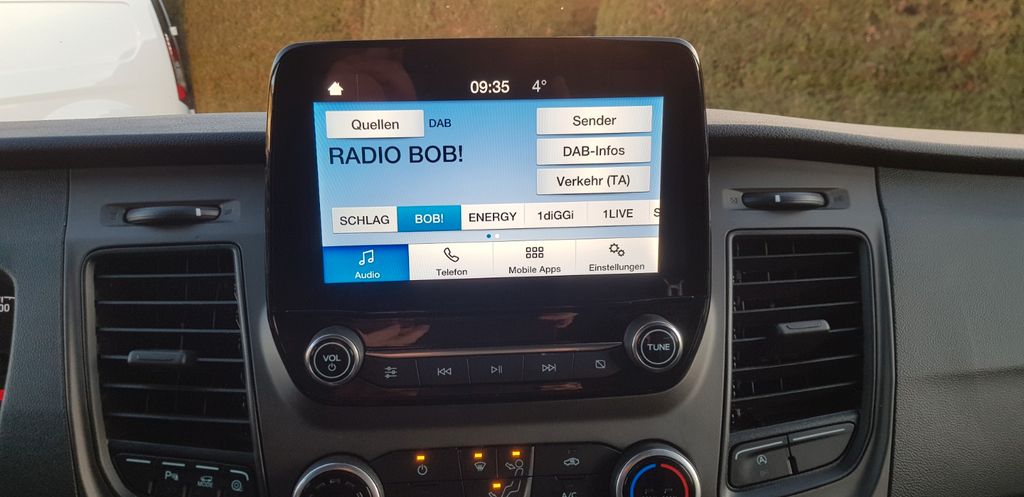 09:35 4°
Quellen DAB Sender
RADIO BOB! DAB-Infos
Verkehr (TA)
SCHLAG BOB! ENERGY 1diGGi 1LIVE S
Audio Telefon Mobile Apps Einstellungen
VOL TUNE
MODE
A/C